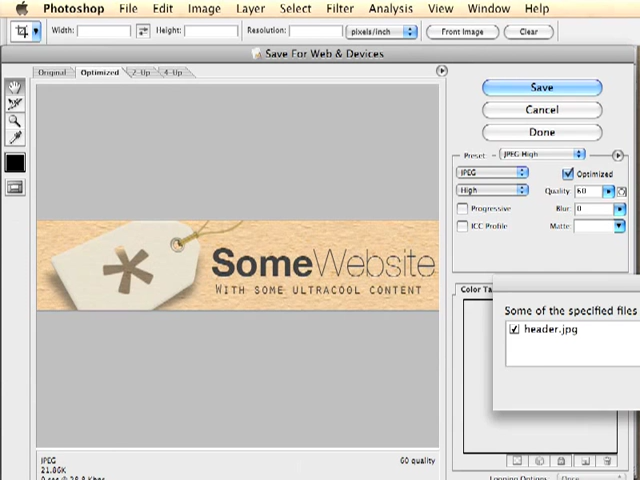 Photoshop File Edit Image Layer Select Filter Analysis View Window Help
Width: Height: Resolution: pixels/inch Front Image Clear
Save For Web & Devices
Original Optimized 2-Up 4-Up
Save
Cancel
Done
Preset: JPEG High
JPEG Optimized
High Quality: 60
Progressive Blur: 0
ICC Profile Matte:
SomeWebsite
With some ultracool content
Color Ta
Some of the specified files
header.jpg
JPEG 60 quality
21.86K
Looping Options: